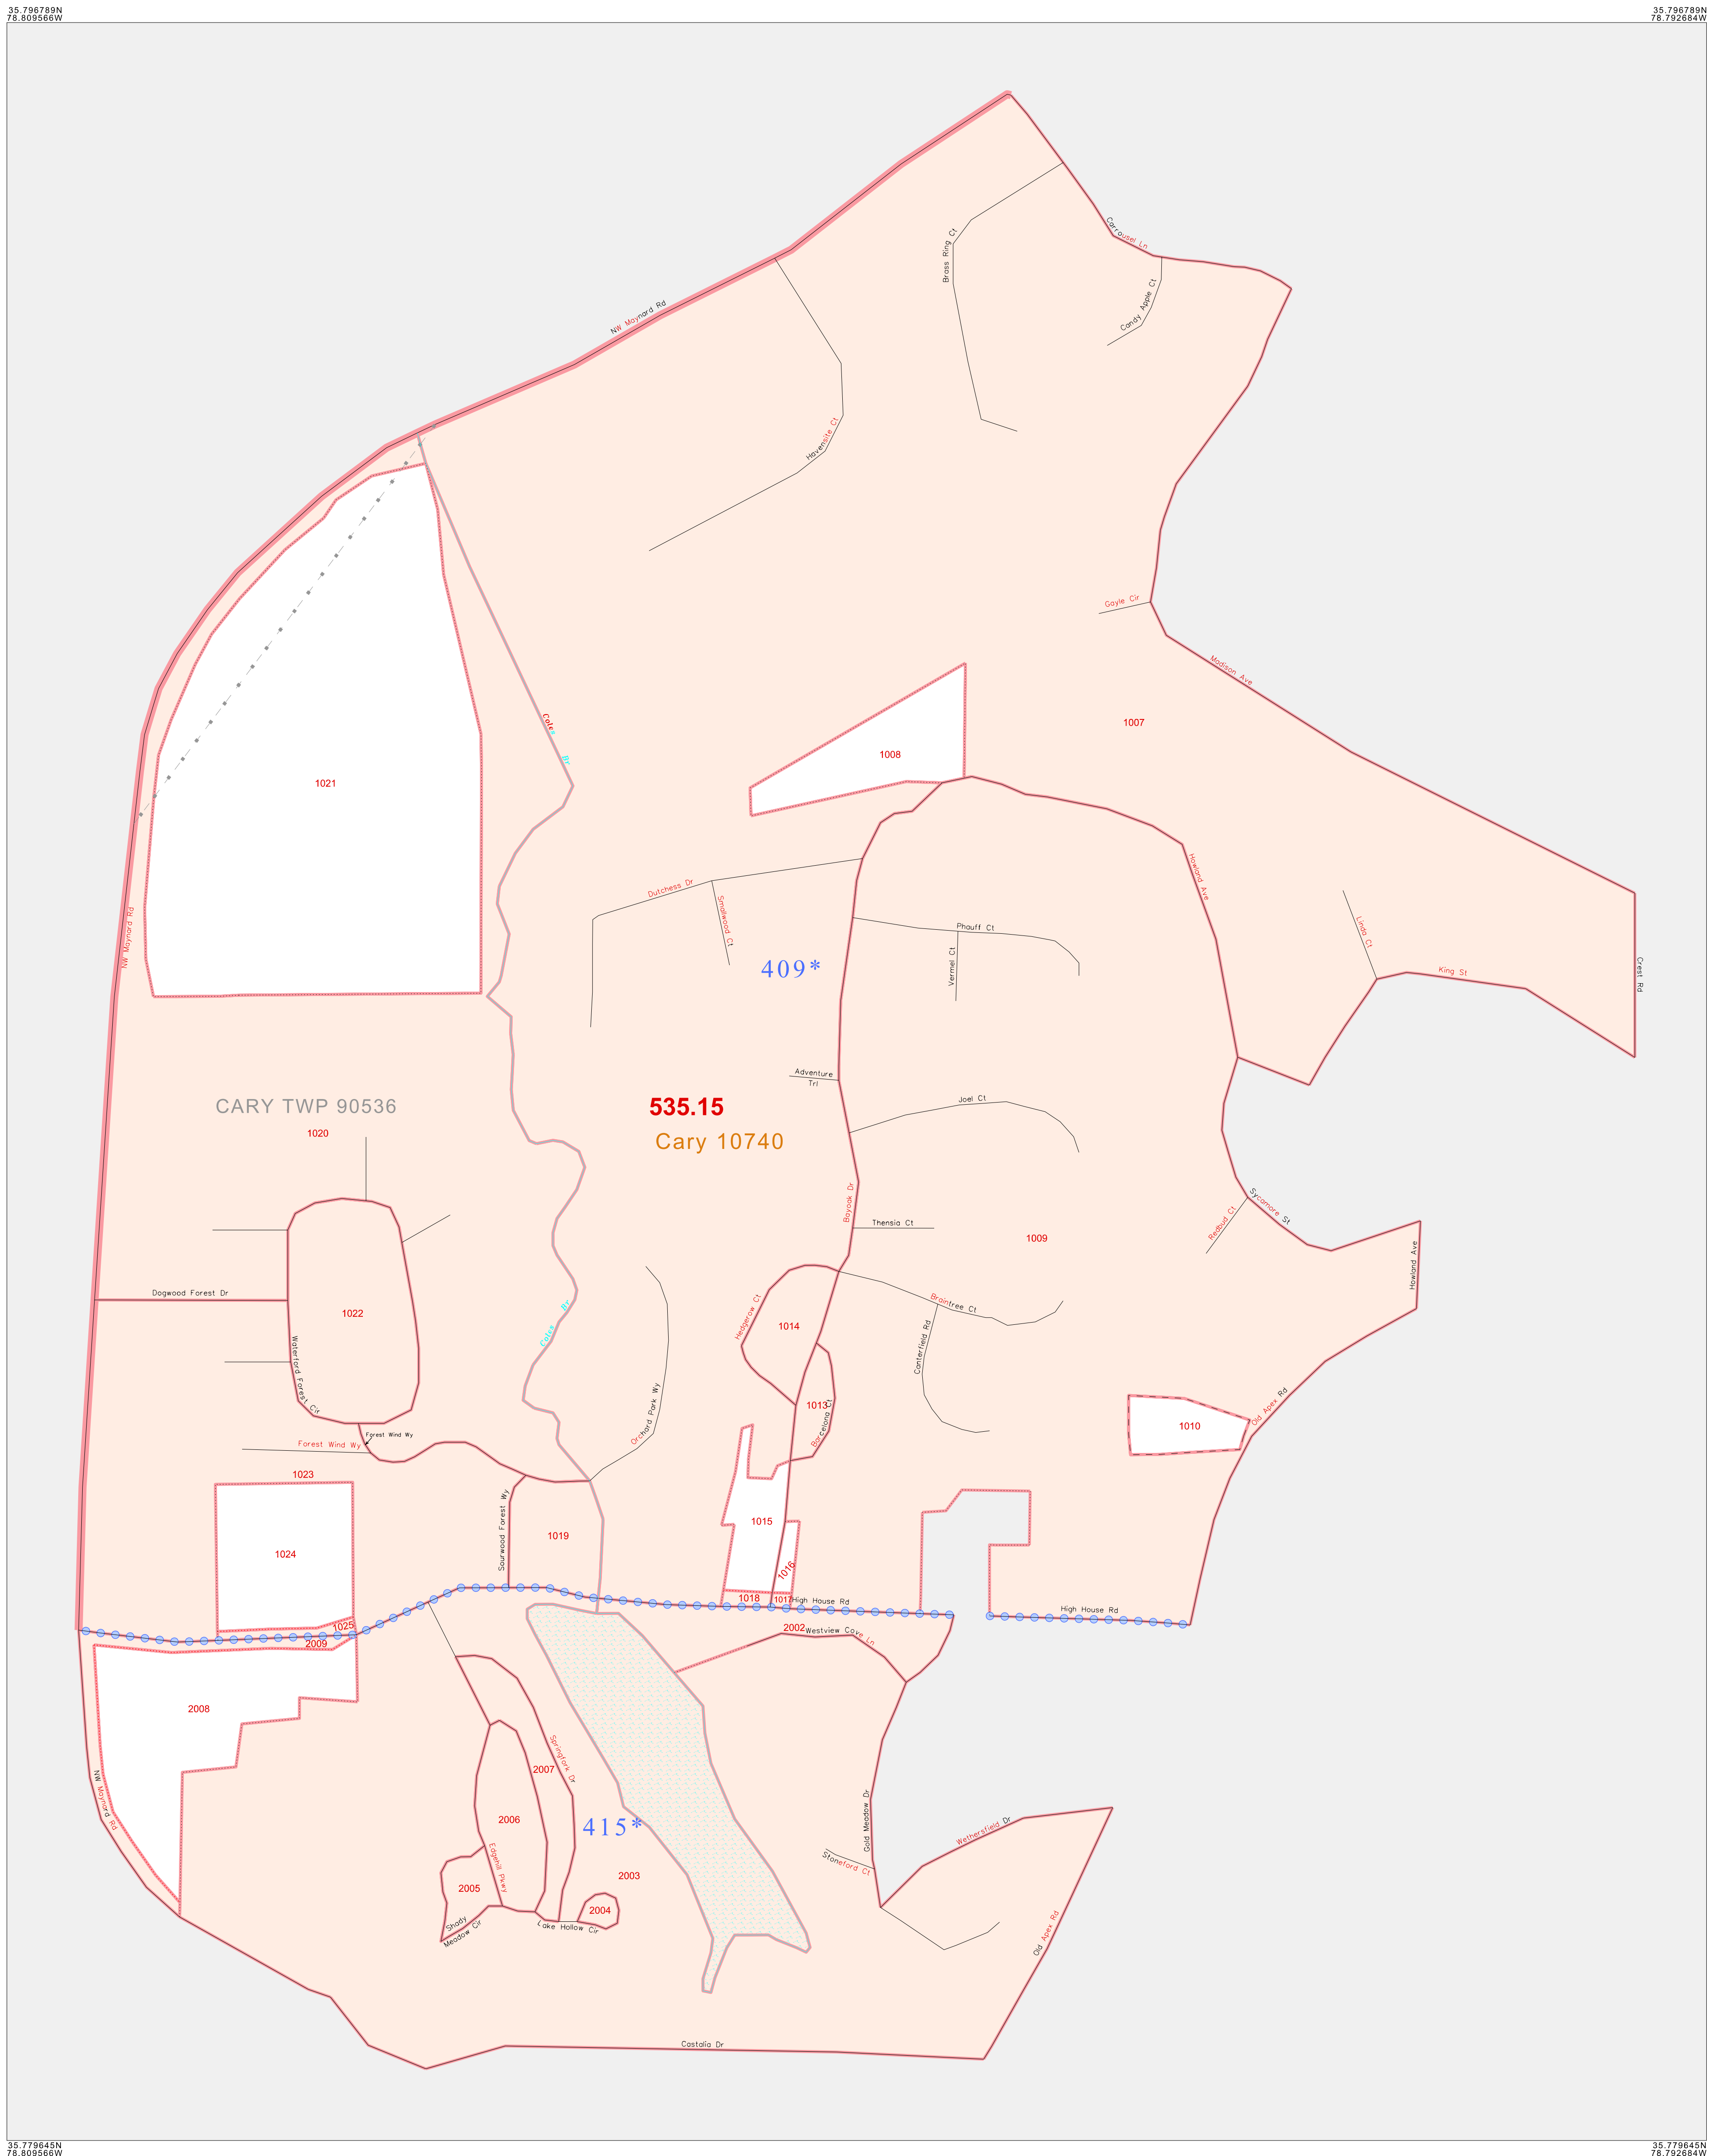 35.796789N
78.809566W
35.796789N
78.792684W
Carrousel Ln
Brass Ring Ct
Candy Apple Ct
NW Maynard Rd
Havensite Ct
Gayle Cir
Madison Ave
Coles
Br
1007
1008
1021
Howland Ave
Dutchess Dr
Smallwood Ct
Linda Ct
NW Maynard Rd
Phauff Ct
Vermel Ct
King St
Crest Rd
409*
Adventure
Trl
Joel Ct
535.15
CARY TWP 90536
1020
Cary 10740
Bayoak Dr
Sycamore St
Redbud Ct
Thensia Ct
1009
Howland Ave
Dogwood Forest Dr
1022
Coles
Br
Hedgerow Ct
Braintree Ct
1014
Canterfield Rd
Waterford Forest Cir
Orchard Park Wy
1013
Barcelona Ct
Old Apex Rd
1010
Forest Wind Wy
Forest Wind Wy
1023
Sourwood Forest Wy
1019
1015
1024
1016
1018
1017
High House Rd
High House Rd
1025
2009
2002
Westview Cove Ln
2008
Springfork Dr
2007
NW Maynard Rd
2006
415*
Gold Meadow Dr
Wethersfield Dr
Stoneford Ct
Edgehill Pkwy
2003
2005
2004
Shady
Meadow Cir
Lake Hollow Cir
Old Apex Rd
Castalia Dr
35.779645N
78.809566W
35.779645N
78.792684W